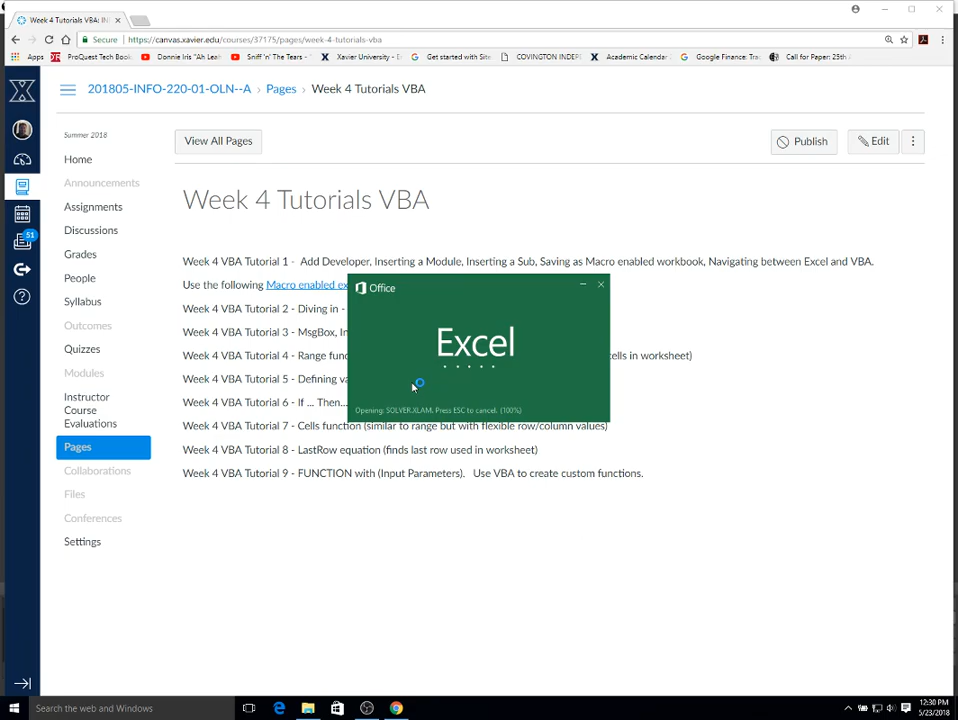 Week 4 Tutorials VBA: IN
Secure
https://canvas.xavier.edu/courses/37175/pages/week-4-tutorials-vba
Apps ProQuest Tech Book Donnie Iris "Ah Leah Sniff 'n' The Tears - " Xavier University - E Get started with Site COVINGTON INDEP Academic Calendar Google Finance: Tra Call for Paper: 25th A
201805-INFO-220-01-OLN--A › Pages › Week 4 Tutorials VBA
Summer 2018
View All Pages
Publish
Edit
Home
Announcements
Assignments
Discussions
Grades
People
Syllabus
Outcomes
Quizzes
Modules
Instructor
Course
Evaluations
Pages
Collaborations
Files
Conferences
Settings
51
Week 4 Tutorials VBA
Week 4 VBA Tutorial 1 - Add Developer, Inserting a Module, Inserting a Sub, Saving as Macro enabled workbook, Navigating between Excel and VBA.
Use the following Macro enabled ex
Week 4 VBA Tutorial 2 - Diving in -
Week 4 VBA Tutorial 3 - MsgBox, In
Week 4 VBA Tutorial 4 - Range func ells in worksheet)
Week 4 VBA Tutorial 5 - Defining va
Week 4 VBA Tutorial 6 - If ... Then...
Week 4 VBA Tutorial 7 - Cells function (similar to range but with flexible row/column values)
Week 4 VBA Tutorial 8 - LastRow equation (finds last row used in worksheet)
Week 4 VBA Tutorial 9 - FUNCTION with (Input Parameters). Use VBA to create custom functions.
Office
Excel
Opening: SOLVER.XLAM. Press ESC to cancel. (100%)
Search the web and Windows
12:30 PM
5/23/2018